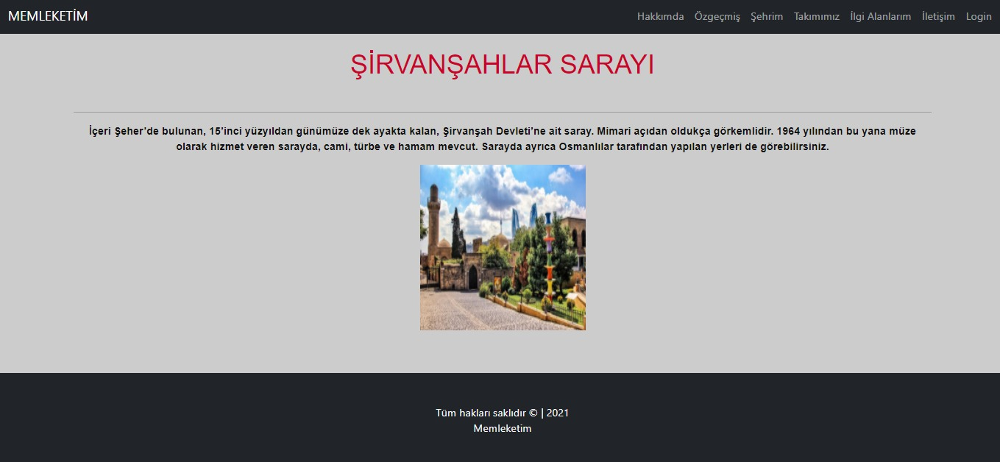 MEMLEKETİM
Hakkımda Özgeçmiş Şehrim Takımımız İlgi Alanlarım İletişim Login
ŞİRVANŞAHLAR SARAYI
İçeri Şeher’de bulunan, 15’inci yüzyıldan günümüze dek ayakta kalan, Şirvanşah Devleti’ne ait saray. Mimari açıdan oldukça görkemlidir. 1964 yılından bu yana müze
olarak hizmet veren sarayda, cami, türbe ve hamam mevcut. Sarayda ayrıca Osmanlılar tarafından yapılan yerleri de görebilirsiniz.
Tüm hakları saklıdır © | 2021
Memleketim